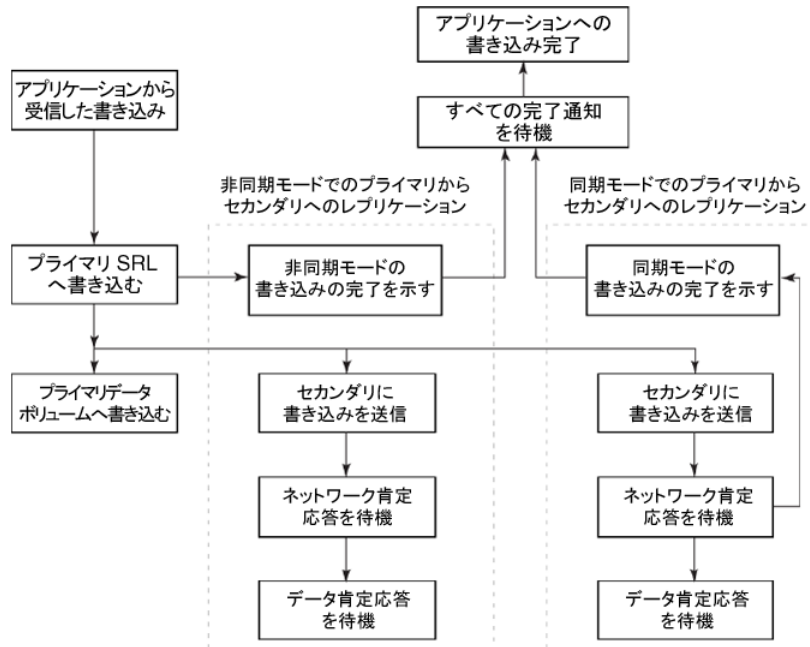 アプリケーションへの
書き込み完了
アプリケーションから
受信した書き込み
すべての完了通知
を待機
非同期モードでのプライマリから
セカンダリへのレプリケーション
同期モードでのプライマリから
セカンダリへのレプリケーション
プライマリ SRL
へ書き込む
非同期モードの
書き込みの完了を示す
同期モードの
書き込みの完了を示す
プライマリデータ
ボリュームへ書き込む
セカンダリに
書き込みを送信
セカンダリに
書き込みを送信
ネットワーク肯定
応答を待機
ネットワーク肯定
応答を待機
データ肯定応答
を待機
データ肯定応答
を待機